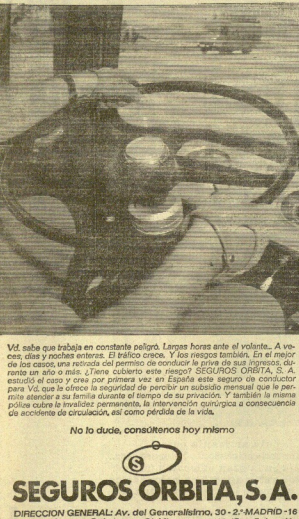 Vd. sabe que trabaja en constante peligro. Largas horas ante el volante... A ve-
ces, días y noches enteras. El tráfico crece. Y los riesgos también. En el mejor
de los casos, una retirada del permiso de conducir le priva de sus ingresos, du-
rante un año o más. ¿Tiene cubierto este riesgo? SEGUROS ORBITA, S. A.
estudió el caso y crea por primera vez en España este seguro de conductor
para Vd. que le ofrece la seguridad de percibir un subsidio mensual que le per-
mite atender a su familia durante el tiempo de su privación. Y también la misma
póliza cubre la invalidez permanente, la intervención quirúrgica a consecuencia
de accidente de circulación, así como pérdida de la vida.
No lo dude, consúltenos hoy mismo
S
SEGUROS ORBITA, S. A.
DIRECCION GENERAL: Av. del Generalísimo, 30 - 2.º-MADRID-16